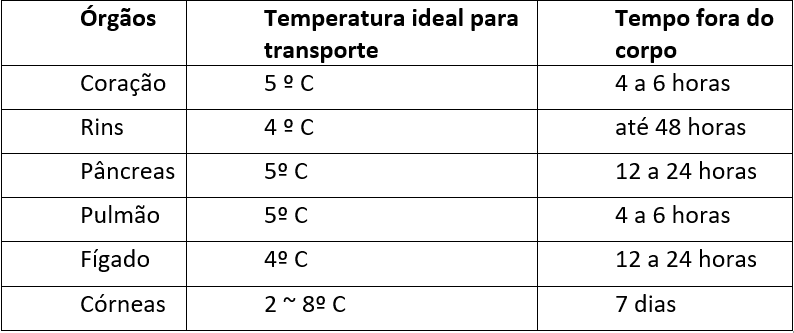 Órgãos Temperatura ideal para transporte Tempo fora do corpo
Coração 5 º C 4 a 6 horas
Rins 4 º C até 48 horas
Pâncreas 5º C 12 a 24 horas
Pulmão 5º C 4 a 6 horas
Fígado 4º C 12 a 24 horas
Córneas 2 ~ 8º C 7 dias